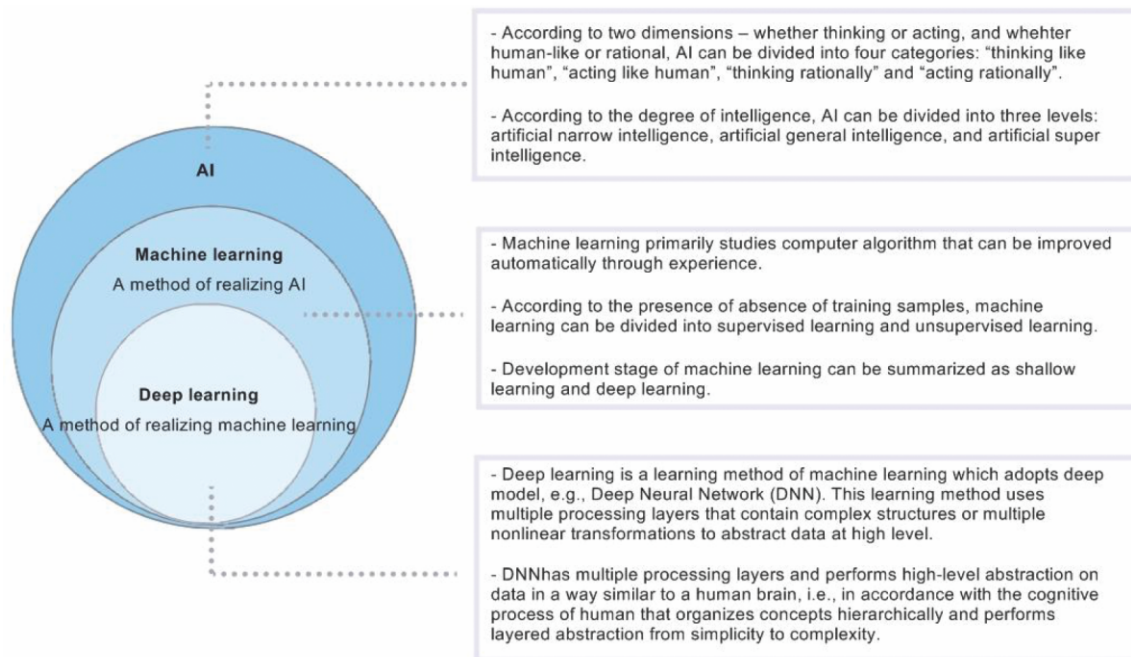 - According to two dimensions – whether thinking or acting, and whehter
human-like or rational, AI can be divided into four categories: “thinking like
human”, “acting like human”, “thinking rationally” and “acting rationally”.
- According to the degree of intelligence, AI can be divided into three levels:
artificial narrow intelligence, artificial general intelligence, and artificial super
intelligence.
AI
Machine learning
A method of realizing AI
- Machine learning primarily studies computer algorithm that can be improved
automatically through experience.
- According to the presence of absence of training samples, machine
learning can be divided into supervised learning and unsupervised learning.
- Development stage of machine learning can be summarized as shallow
learning and deep learning.
Deep learning
A method of realizing machine learning
- Deep learning is a learning method of machine learning which adopts deep
model, e.g., Deep Neural Network (DNN). This learning method uses
multiple processing layers that contain complex structures or multiple
nonlinear transformations to abstract data at high level.
- DNNhas multiple processing layers and performs high-level abstraction on
data in a way similar to a human brain, i.e., in accordance with the cognitive
process of human that organizes concepts hierarchically and performs
layered abstraction from simplicity to complexity.